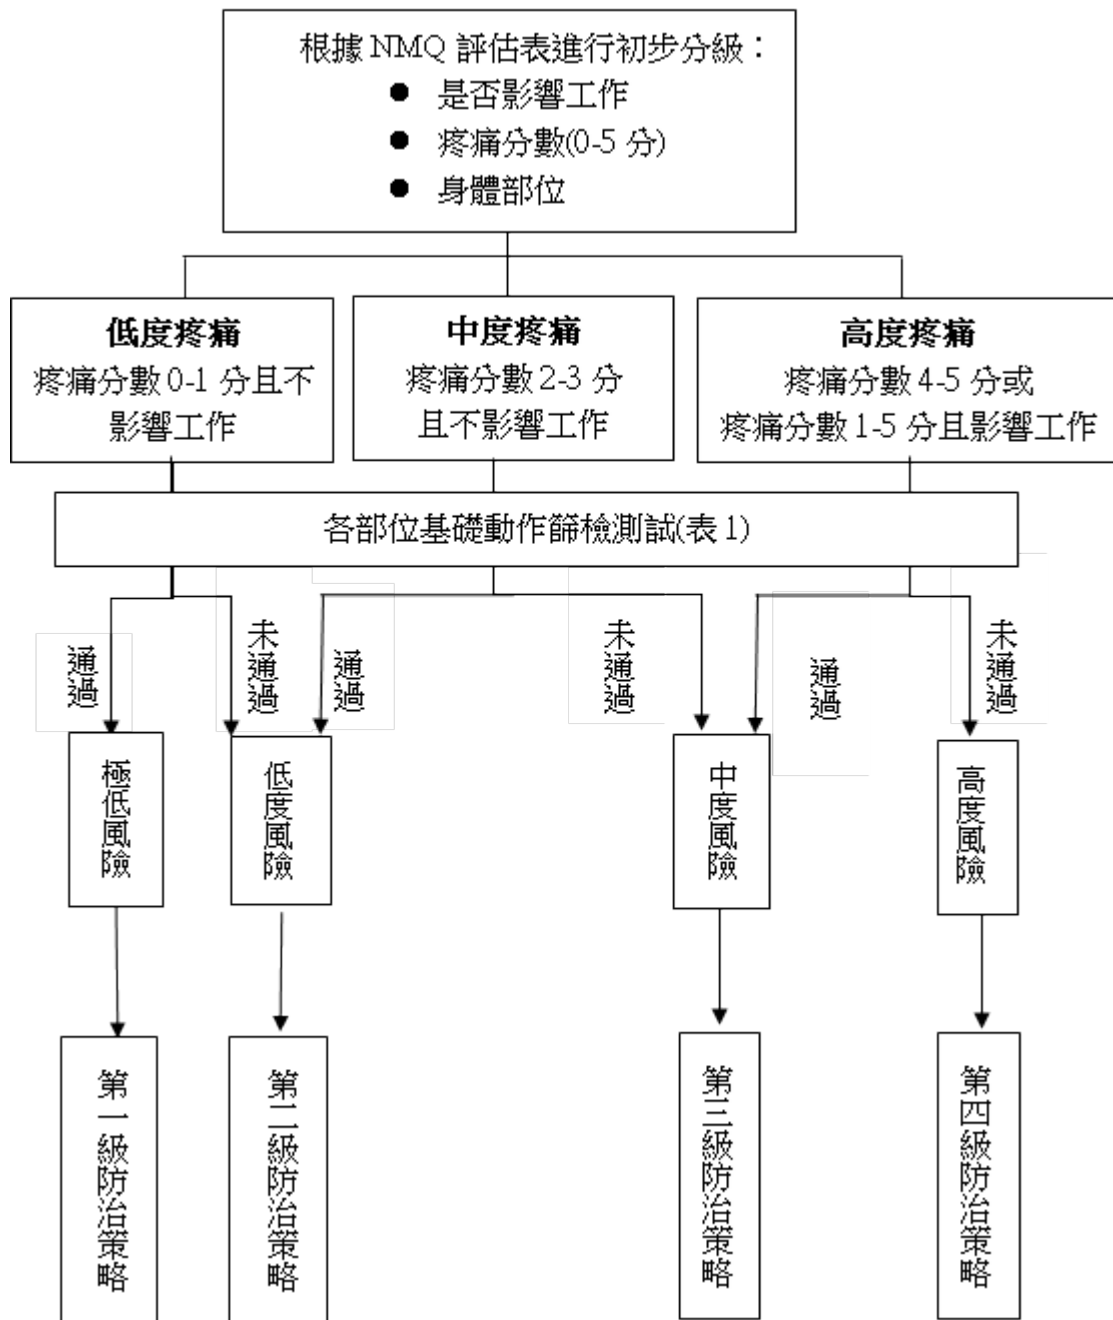 根據 NMQ 評估表進行初步分級：
● 是否影響工作
● 疼痛分數(0-5 分)
● 身體部位
低度疼痛
疼痛分數 0-1 分且不
影響工作
中度疼痛
疼痛分數 2-3 分
且不影響工作
高度疼痛
疼痛分數 4-5 分或
疼痛分數 1-5 分且影響工作
各部位基礎動作篩檢測試(表 1)
通過
未通過
通過
未通過
通過
未通過
極低風險
低度風險
中度風險
高度風險
第一級防治策略
第二級防治策略
第三級防治策略
第四級防治策略